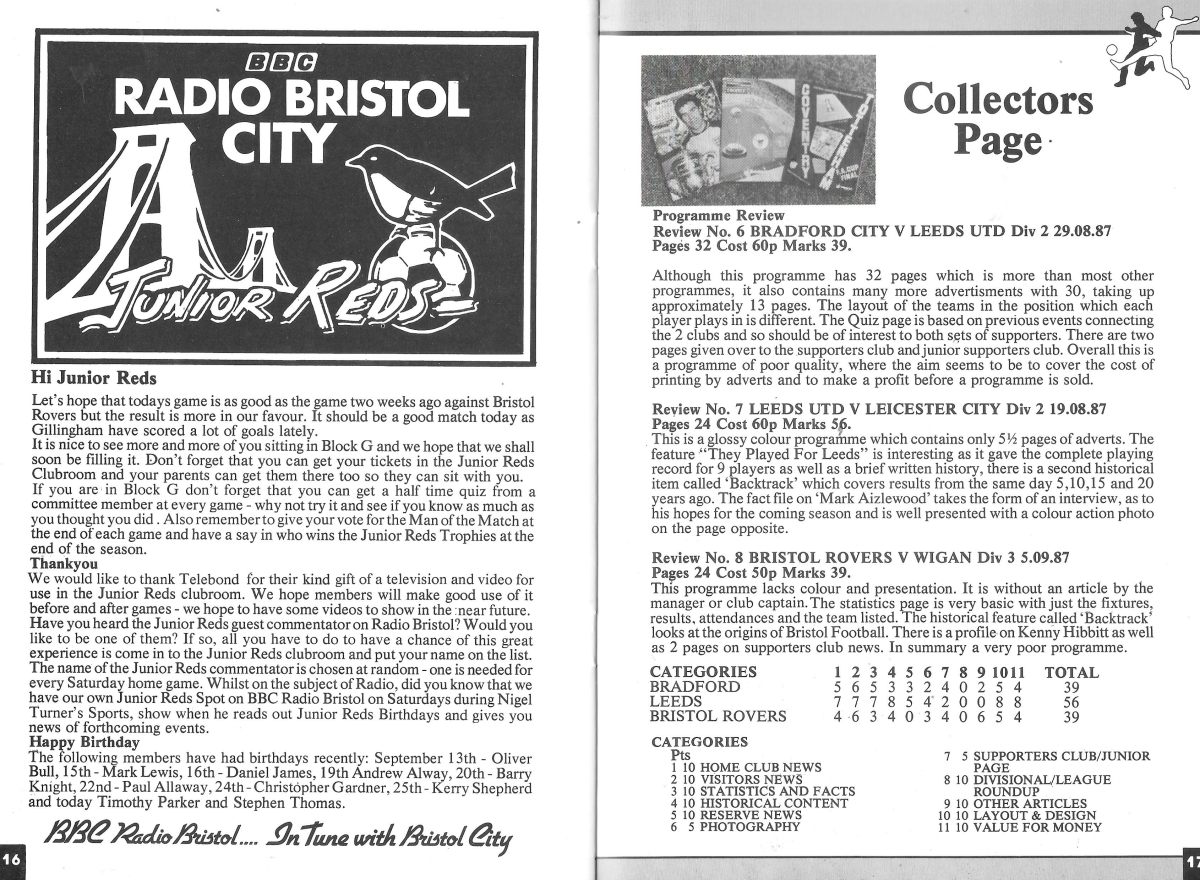 BBC
RADIO BRISTOL
CITY
JUNIOR REDS
Hi Junior Reds
Let's hope that todays game is as good as the game two weeks ago against Bristol
Rovers but the result is more in our favour. It should be a good match today as
Gillingham have scored a lot of goals lately.
It is nice to see more and more of you sitting in Block G and we hope that we shall
soon be filling it. Don't forget that you can get your tickets in the Junior Reds
Clubroom and your parents can get them there too so they can sit with you.
If you are in Block G don't forget that you can get a half time quiz from a
committee member at every game - why not try it and see if you know as much as
you thought you did . Also remember to give your vote for the Man of the Match at
the end of each game and have a say in who wins the Junior Reds Trophies at the
end of the season.
Thankyou
We would like to thank Telebond for their kind gift of a television and video for
use in the Junior Reds clubroom. We hope members will make good use of it
before and after games - we hope to have some videos to show in the near future.
Have you heard the Junior Reds guest commentator on Radio Bristol? Would you
like to be one of them? If so, all you have to do to have a chance of this great
experience is come in to the Junior Reds clubroom and put your name on the list.
The name of the Junior Reds commentator is chosen at random - one is needed for
every Saturday home game. Whilst on the subject of Radio, did you know that we
have our own Junior Reds Spot on BBC Radio Bristol on Saturdays during Nigel
Turner's Sports, show when he reads out Junior Reds Birthdays and gives you
news of forthcoming events.
Happy Birthday
The following members have had birthdays recently: September 13th - Oliver
Bull, 15th - Mark Lewis, 16th - Daniel James, 19th Andrew Alway, 20th - Barry
Knight, 22nd - Paul Allaway, 24th - Christopher Gardner, 25th - Kerry Shepherd
and today Timothy Parker and Stephen Thomas.
BBC Radio Bristol.... In Tune with Bristol City
16
COVENTRY
TOTTENHAM
F.A. CUP
FINAL
Collectors
Page
Programme Review
Review No. 6 BRADFORD CITY V LEEDS UTD Div 2 29.08.87
Pages 32 Cost 60p Marks 39.
Although this programme has 32 pages which is more than most other
programmes, it also contains many more advertisments with 30, taking up
approximately 13 pages. The layout of the teams in the position which each
player plays in is different. The Quiz page is based on previous events connecting
the 2 clubs and so should be of interest to both sets of supporters. There are two
pages given over to the supporters club and junior supporters club. Overall this is
a programme of poor quality, where the aim seems to be to cover the cost of
printing by adverts and to make a profit before a programme is sold.
Review No. 7 LEEDS UTD V LEICESTER CITY Div 2 19.08.87
Pages 24 Cost 60p Marks 56.
This is a glossy colour programme which contains only 5½ pages of adverts. The
feature "They Played For Leeds" is interesting as it gave the complete playing
record for 9 players as well as a brief written history, there is a second historical
item called 'Backtrack' which covers results from the same day 5,10,15 and 20
years ago. The fact file on 'Mark Aizlewood' takes the form of an interview, as to
his hopes for the coming season and is well presented with a colour action photo
on the page opposite.
Review No. 8 BRISTOL ROVERS V WIGAN Div 3 5.09.87
Pages 24 Cost 50p Marks 39.
This programme lacks colour and presentation. It is without an article by the
manager or club captain. The statistics page is very basic with just the fixtures,
results, attendances and the team listed. The historical feature called 'Backtrack'
looks at the origins of Bristol Football. There is a profile on Kenny Hibbitt as well
as 2 pages on supporters club news. In summary a very poor programme.
CATEGORIES 1 2 3 4 5 6 7 8 9 10 11 TOTAL
BRADFORD 5 6 5 3 3 2 4 0 2 5 4 39
LEEDS 7 7 7 8 5 4 2 0 0 8 8 56
BRISTOL ROVERS 4 6 3 4 0 3 4 0 6 5 4 39
CATEGORIES
Pts
1 10 HOME CLUB NEWS
2 10 VISITORS NEWS
3 10 STATISTICS AND FACTS
4 10 HISTORICAL CONTENT
5 10 RESERVE NEWS
6 5 PHOTOGRAPHY
7 5 SUPPORTERS CLUB/JUNIOR
PAGE
8 10 DIVISIONAL/LEAGUE
ROUNDUP
9 10 OTHER ARTICLES
10 10 LAYOUT & DESIGN
11 10 VALUE FOR MONEY
17